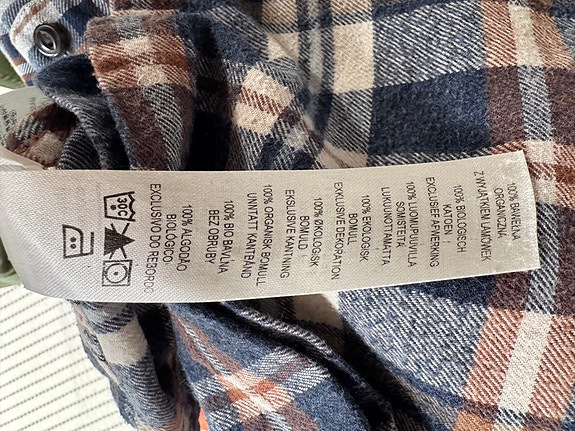 30C
100% ALGODÃO
BIOLÓGICO
EXCLUSIVO DO REBORDO
100% BIO BAVLNA
BEZ OBRUBY
100% ORGANISK BOMULL
UNNTATT KANTBÅND
100% ØKOLOGISK
BOMULD
EKSLUSIVE KANTNING
100% EKOLOGISK
BOMULL
EXKLUSIVE DEKORATION
100% LUOMUPUUVILLA
SOMISTEITA
LUKUUNOTTAMATTA
100% BIOLOGISCH
KATOEN
EXCLUSIEF AFWERKING
100% BAWEŁNA
ORGANICZNA
Z WYJĄTKIEM LAMÓWEK